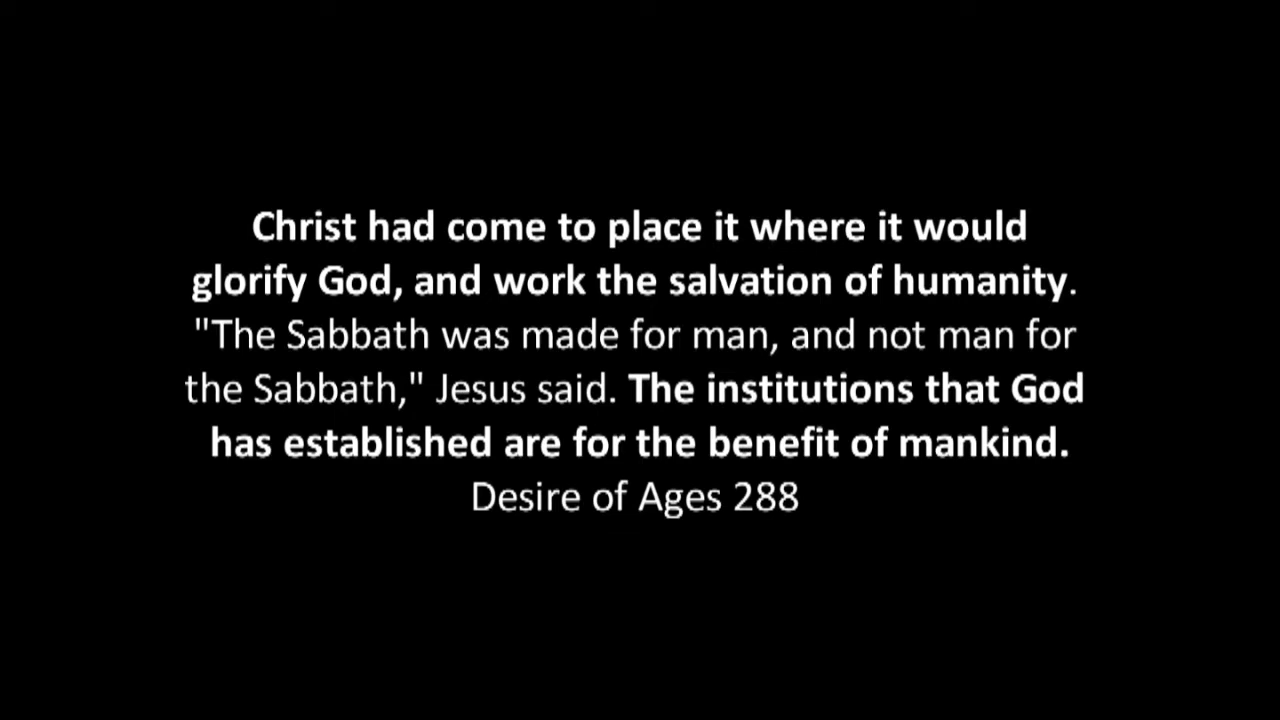 Christ had come to place it where it would
glorify God, and work the salvation of humanity.
"The Sabbath was made for man, and not man for
the Sabbath," Jesus said. The institutions that God
has established are for the benefit of mankind.
Desire of Ages 288